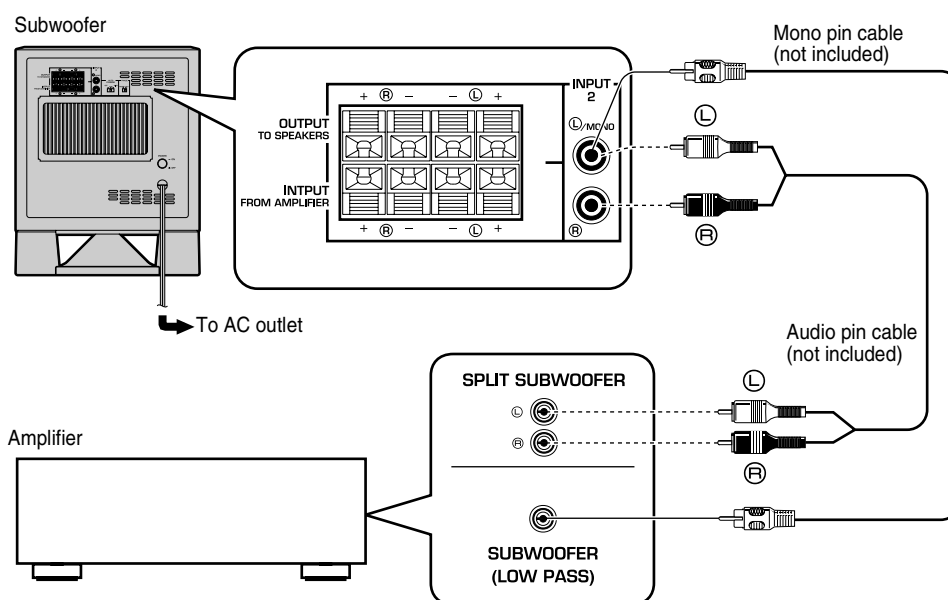 Subwoofer
Mono pin cable
(not included)
+ Ⓡ − − Ⓛ +
INPUT
2
OUTPUT
TO SPEAKERS
Ⓛ/MONO
INTPUT
FROM AMPLIFIER
Ⓡ
+ Ⓡ − − Ⓛ +
Ⓛ
Ⓡ
To AC outlet
Audio pin cable
(not included)
SPLIT SUBWOOFER
Ⓛ
Ⓡ
Ⓛ
Ⓡ
Amplifier
SUBWOOFER
(LOW PASS)